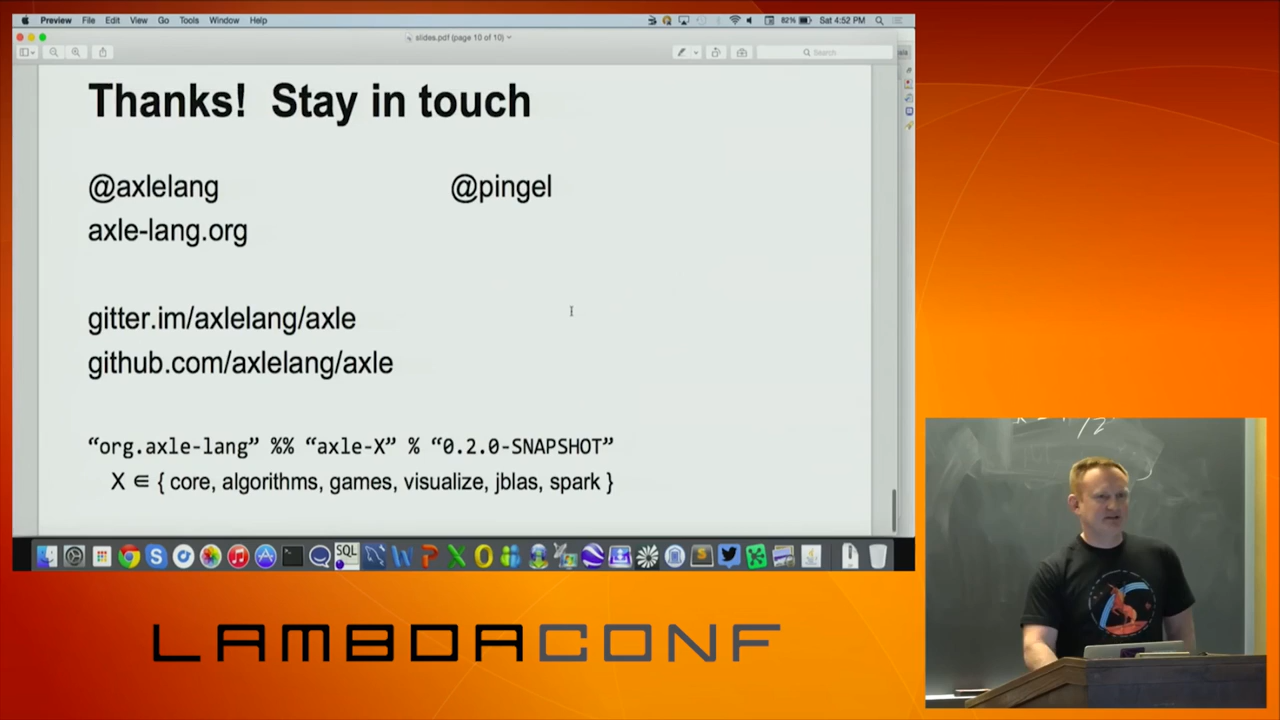 Preview File Edit View Go Tools Window Help
82% Sat 4:52 PM
slides.pdf (page 10 of 10)
Search
Thanks! Stay in touch
@axlelang @pingel
axle-lang.org
gitter.im/axlelang/axle
github.com/axlelang/axle
“org.axle-lang” %% “axle-X” % “0.2.0-SNAPSHOT”
X ∈ { core, algorithms, games, visualize, jblas, spark }
SQL
LAMBDACONF